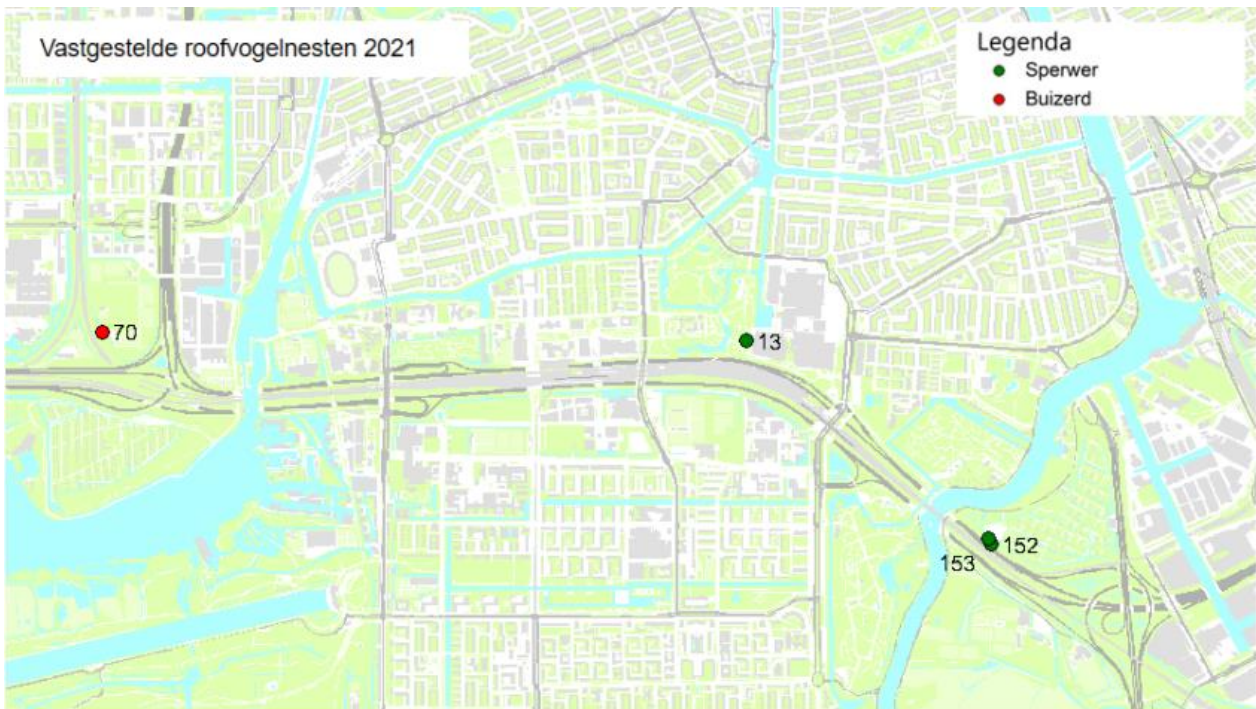 Vastgestelde roofvogelnesten 2021
Legenda
Sperwer
Buizerd
70
13
152
153